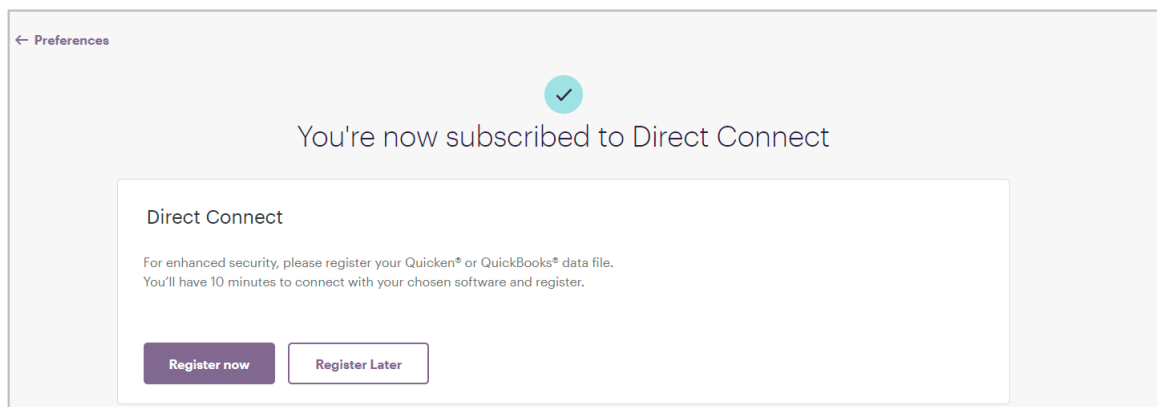 ← Preferences
You're now subscribed to Direct Connect
Direct Connect
For enhanced security, please register your Quicken® or QuickBooks® data file.
You'll have 10 minutes to connect with your chosen software and register.
Register now
Register Later